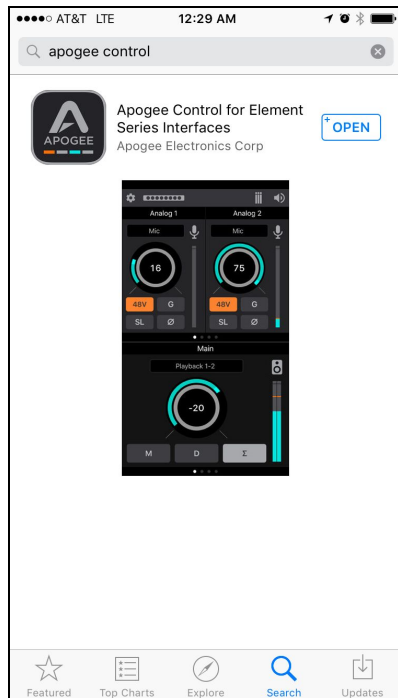 AT&T LTE 12:29 AM
apogee control
APOGEE
Apogee Control for Element
Series Interfaces
Apogee Electronics Corp
+ OPEN
Analog 1 Analog 2
Mic Mic
16 75
48V G 48V G
SL Ø SL Ø
Main
Playback 1-2
-20
M D Σ
Featured Top Charts Explore Search Updates